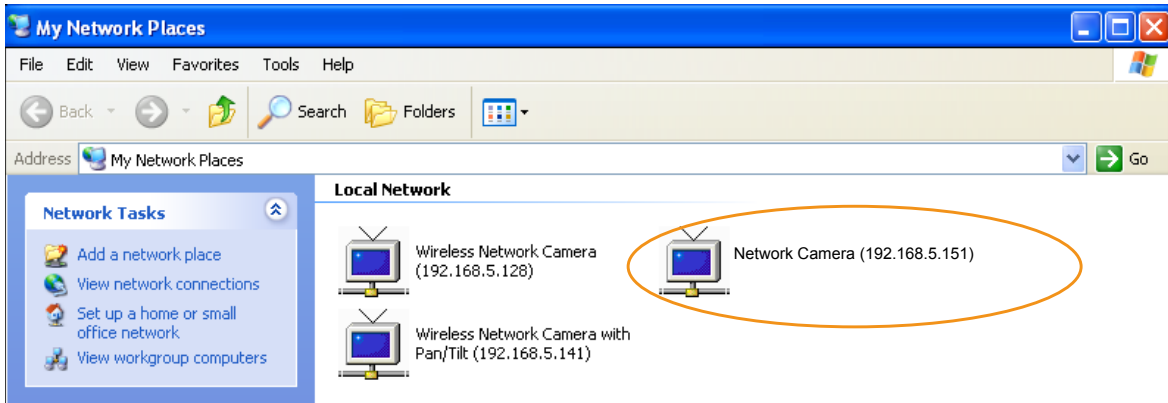 My Network Places
File Edit View Favorites Tools Help
Back Search Folders
Address My Network Places Go
Network Tasks
Add a network place
View network connections
Set up a home or small
office network
View workgroup computers
Local Network
Wireless Network Camera
(192.168.5.128)
Network Camera (192.168.5.151)
Wireless Network Camera with
Pan/Tilt (192.168.5.141)